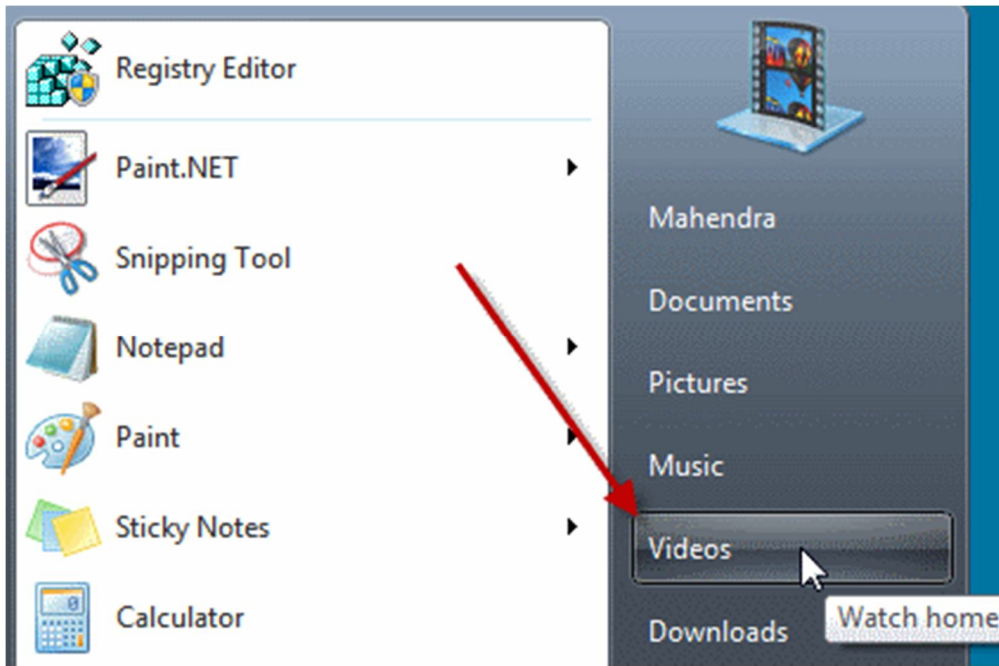 Registry Editor
Paint.NET
Snipping Tool
Notepad
Paint
Sticky Notes
Calculator
Mahendra
Documents
Pictures
Music
Videos
Downloads
Watch home